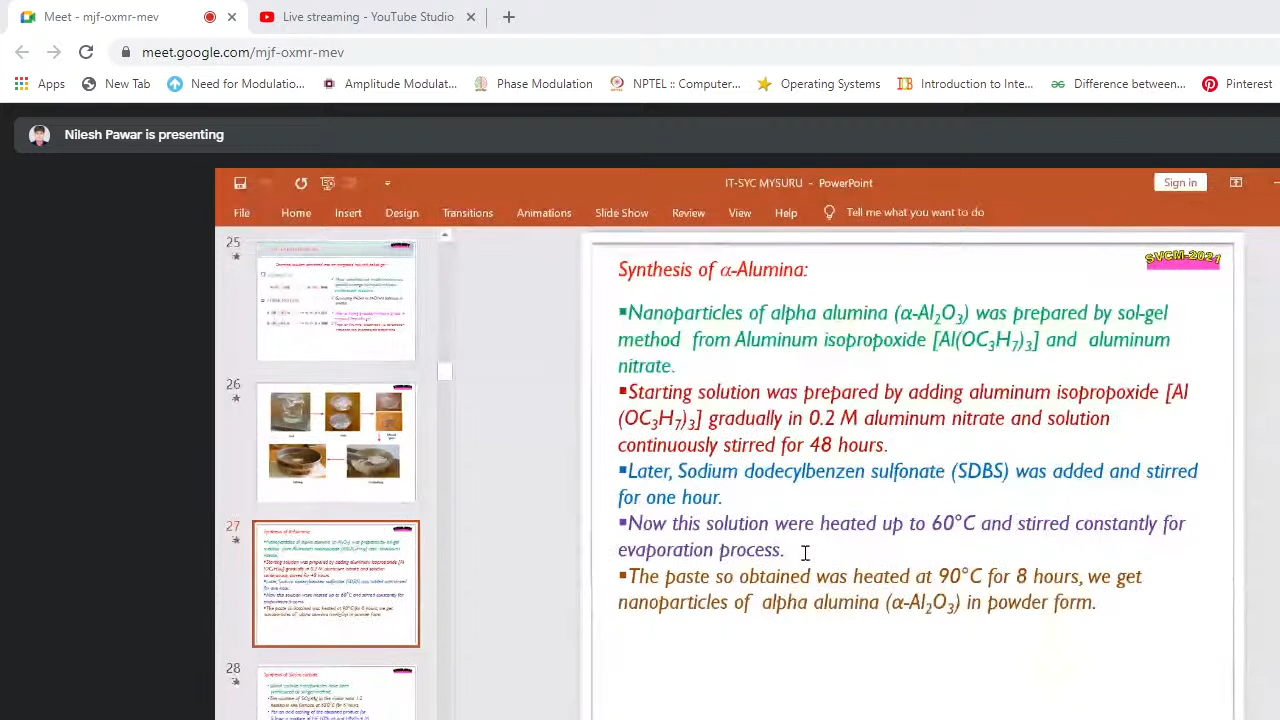 Meet - mjf-oxmr-mev
Live streaming - YouTube Studio
meet.google.com/mjf-oxmr-mev
Apps New Tab Need for Modulatio... Amplitude Modulat... Phase Modulation NPTEL :: Computer... Operating Systems Introduction to Inte... Difference between... Pinterest
Nilesh Pawar is presenting
IT-SYC MYSURU - PowerPoint
Sign in
File Home Insert Design Transitions Animations Slide Show Review View Help Tell me what you want to do
25
26
27
28
SVCM-2021
Synthesis of α-Alumina:
▪Nanoparticles of alpha alumina (α-Al₂O₃) was prepared by sol-gel
method from Aluminum isopropoxide [Al(OC₃H₇)₃] and aluminum
nitrate.
▪Starting solution was prepared by adding aluminum isopropoxide [Al
(OC₃H₇)₃] gradually in 0.2 M aluminum nitrate and solution
continuously stirred for 48 hours.
▪Later, Sodium dodecylbenzen sulfonate (SDBS) was added and stirred
for one hour.
▪Now this solution were heated up to 60°C and stirred constantly for
evaporation process.
▪The paste so obtained was heated at 90°C for 8 hours, we get
nanoparticles of alpha alumina (α-Al₂O₃) in powder form.